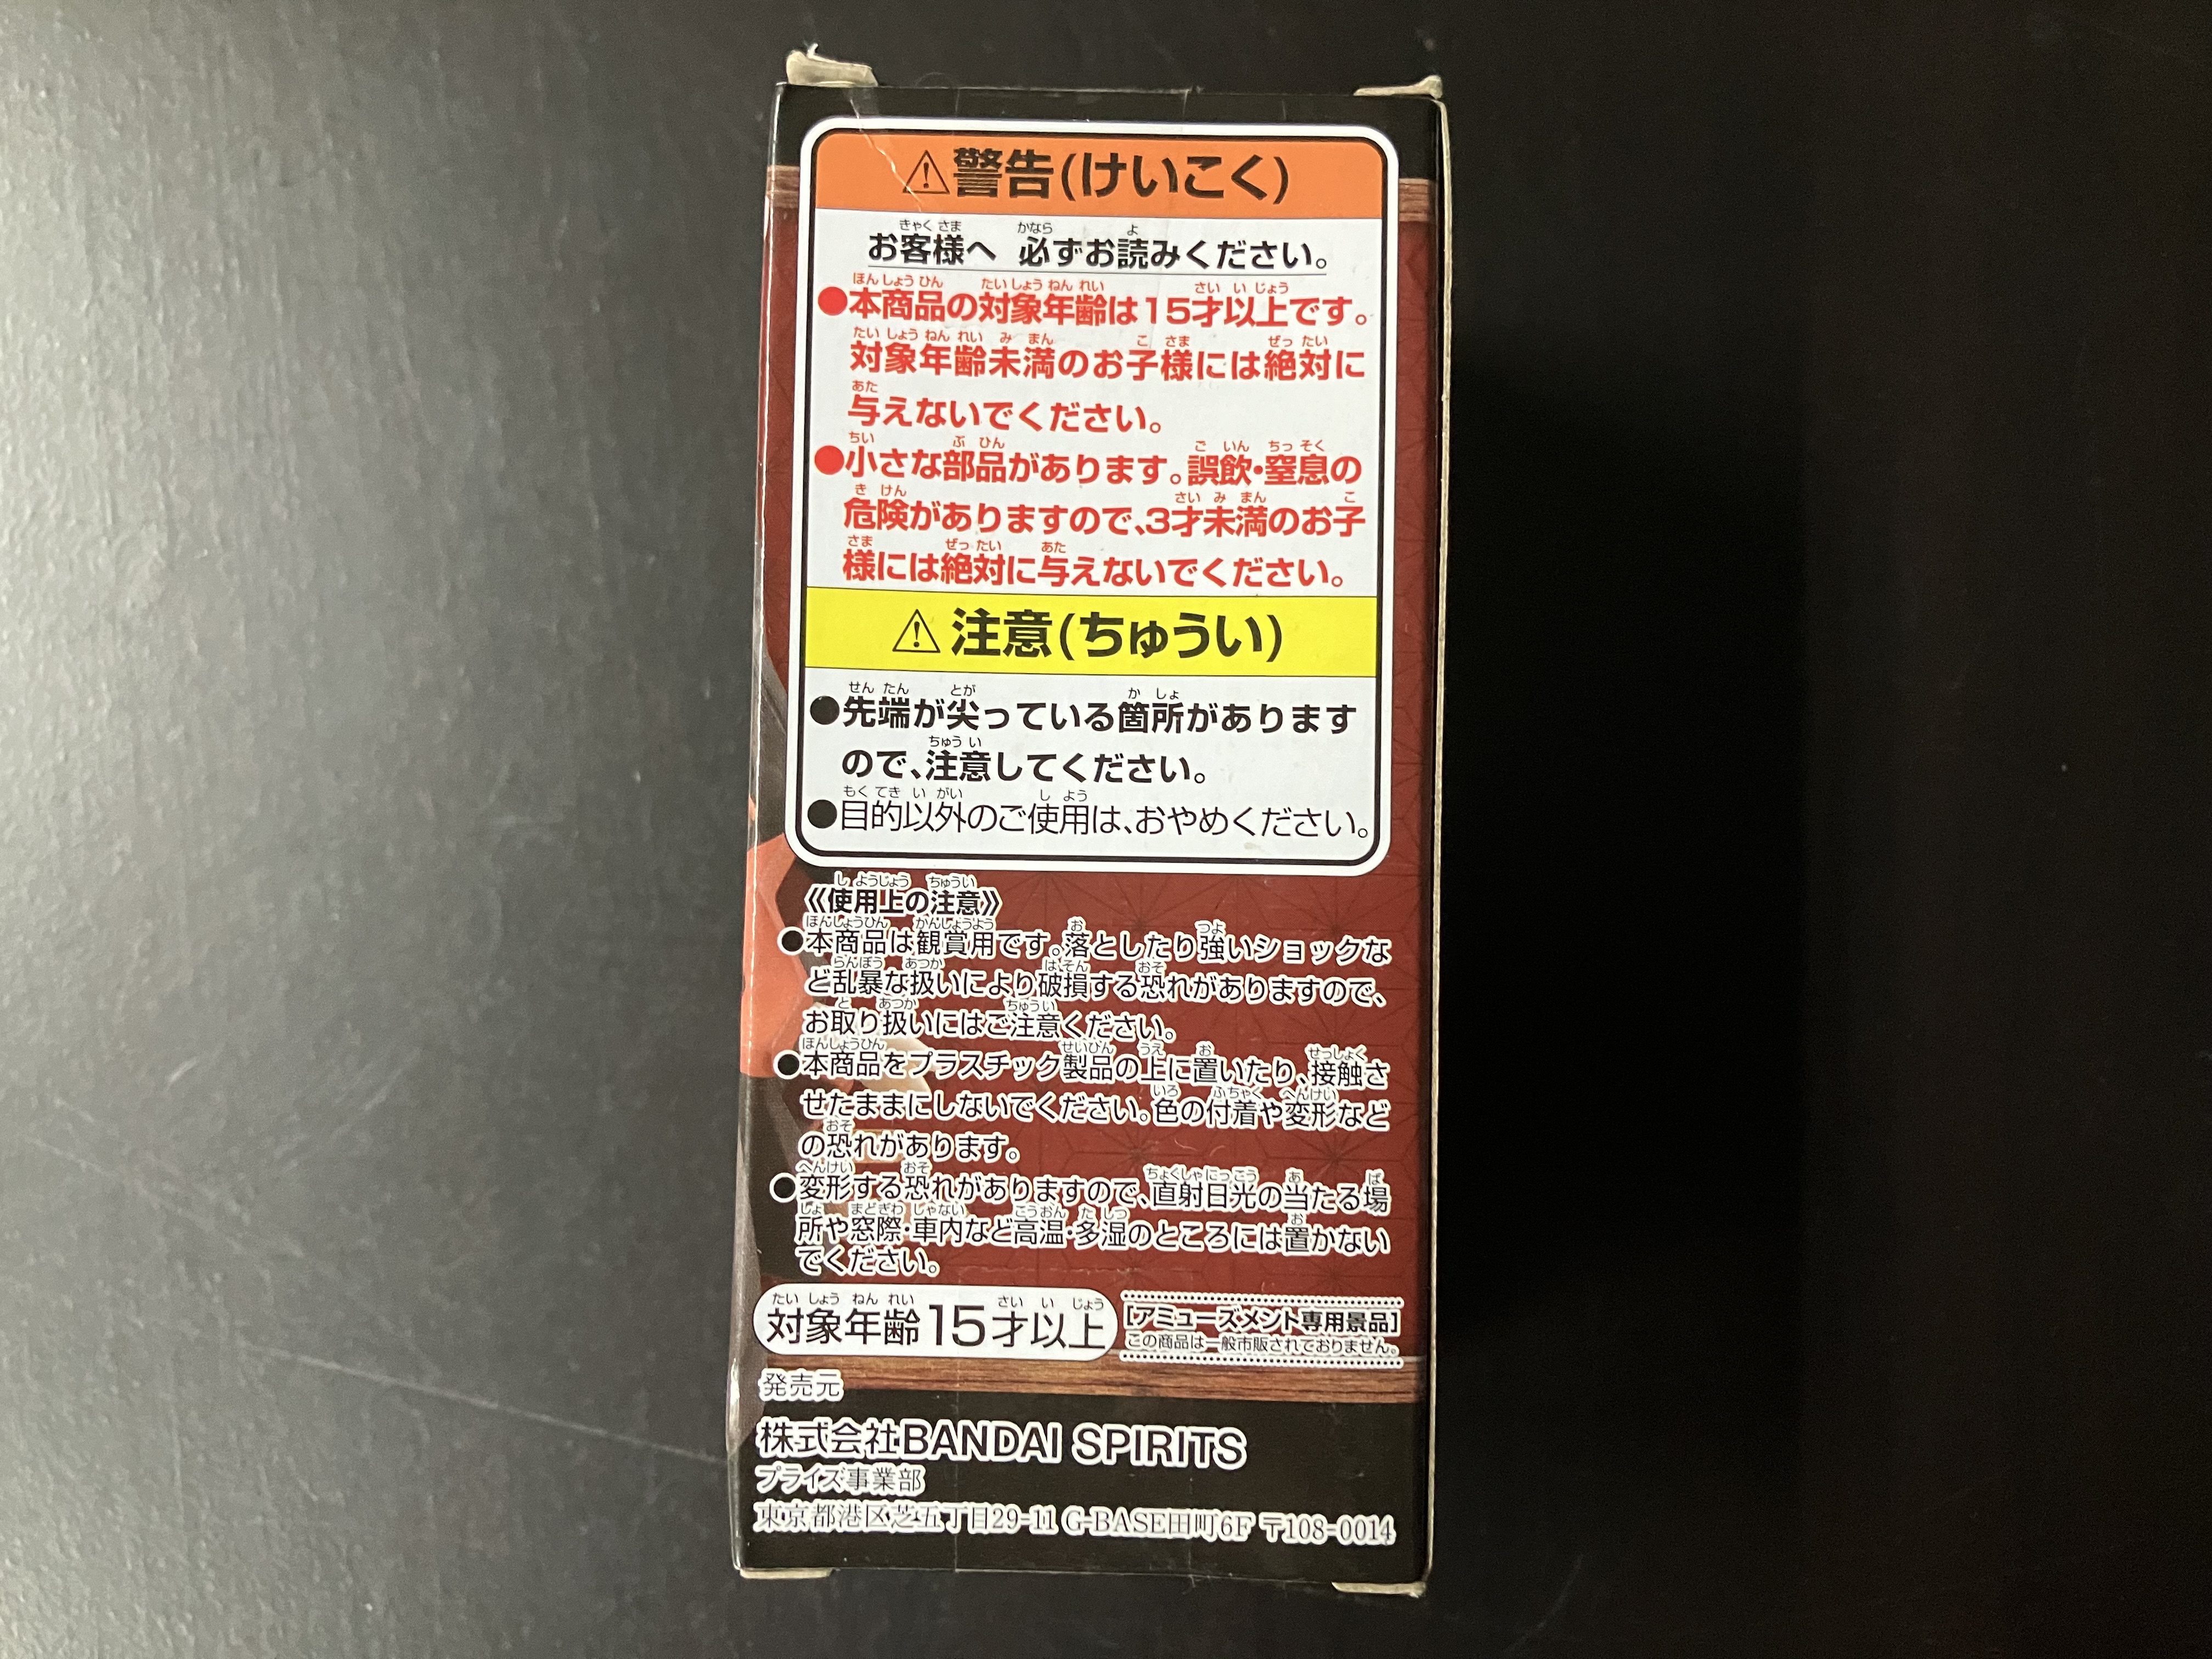 ⚠警告(けいこく)
お客様へ 必ずお読みください。
●本商品の対象年齢は15才以上です。
対象年齢未満のお子様には絶対に
与えないでください。
●小さな部品があります。誤飲・窒息の
危険がありますので、3才未満のお子
様には絶対に与えないでください。
⚠注意(ちゅうい)
●先端が尖っている箇所があります
ので、注意してください。
●目的以外のご使用は、おやめください。
《使用上の注意》
●本商品は観賞用です。落としたり強いショックな
ど乱暴な扱いにより破損する恐れがありますので、
お取り扱いにはご注意ください。
●本商品をプラスチック製品の上に置いたり、接触さ
せたままにしないでください。色の付着や変形など
の恐れがあります。
●変形する恐れがありますので、直射日光の当たる場
所や窓際・車内など高温・多湿のところには置かない
でください。
対象年齢15才以上
[アミューズメント専用景品]
この商品は一般市販されておりません。
発売元
株式会社BANDAI SPIRITS
プライズ事業部
東京都港区芝五丁目29-11 G-BASE田町6F 〒108-0014